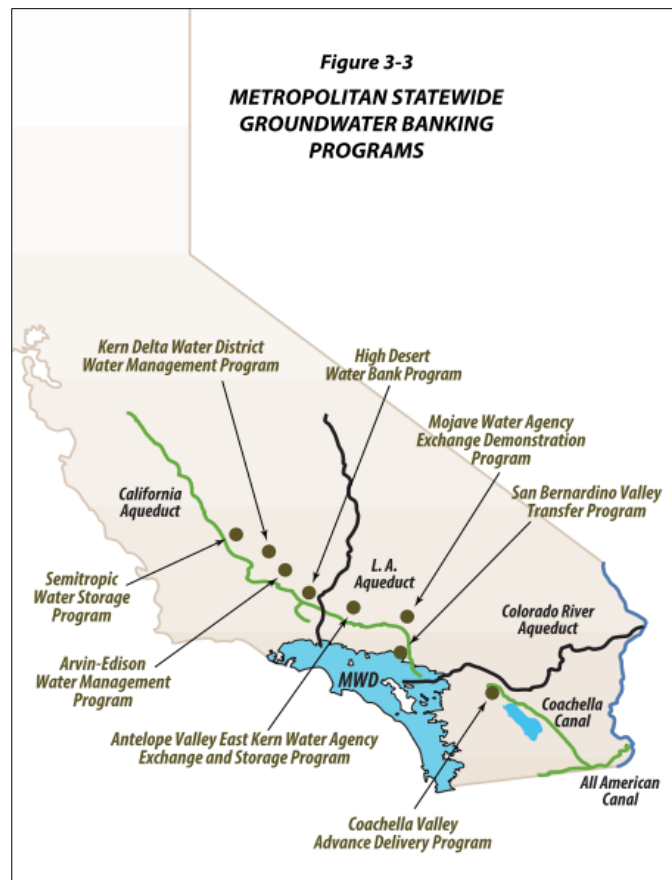 Figure 3-3
METROPOLITAN STATEWIDE
GROUNDWATER BANKING
PROGRAMS
Kern Delta Water District
Water Management Program
High Desert
Water Bank Program
Mojave Water Agency
Exchange Demonstration
Program
San Bernardino Valley
Transfer Program
California
Aqueduct
L. A.
Aqueduct
Semitropic
Water Storage
Program
Colorado River
Aqueduct
Arvin-Edison
Water Management
Program
MWD
Coachella
Canal
Antelope Valley East Kern Water Agency
Exchange and Storage Program
All American
Canal
Coachella Valley
Advance Delivery Program